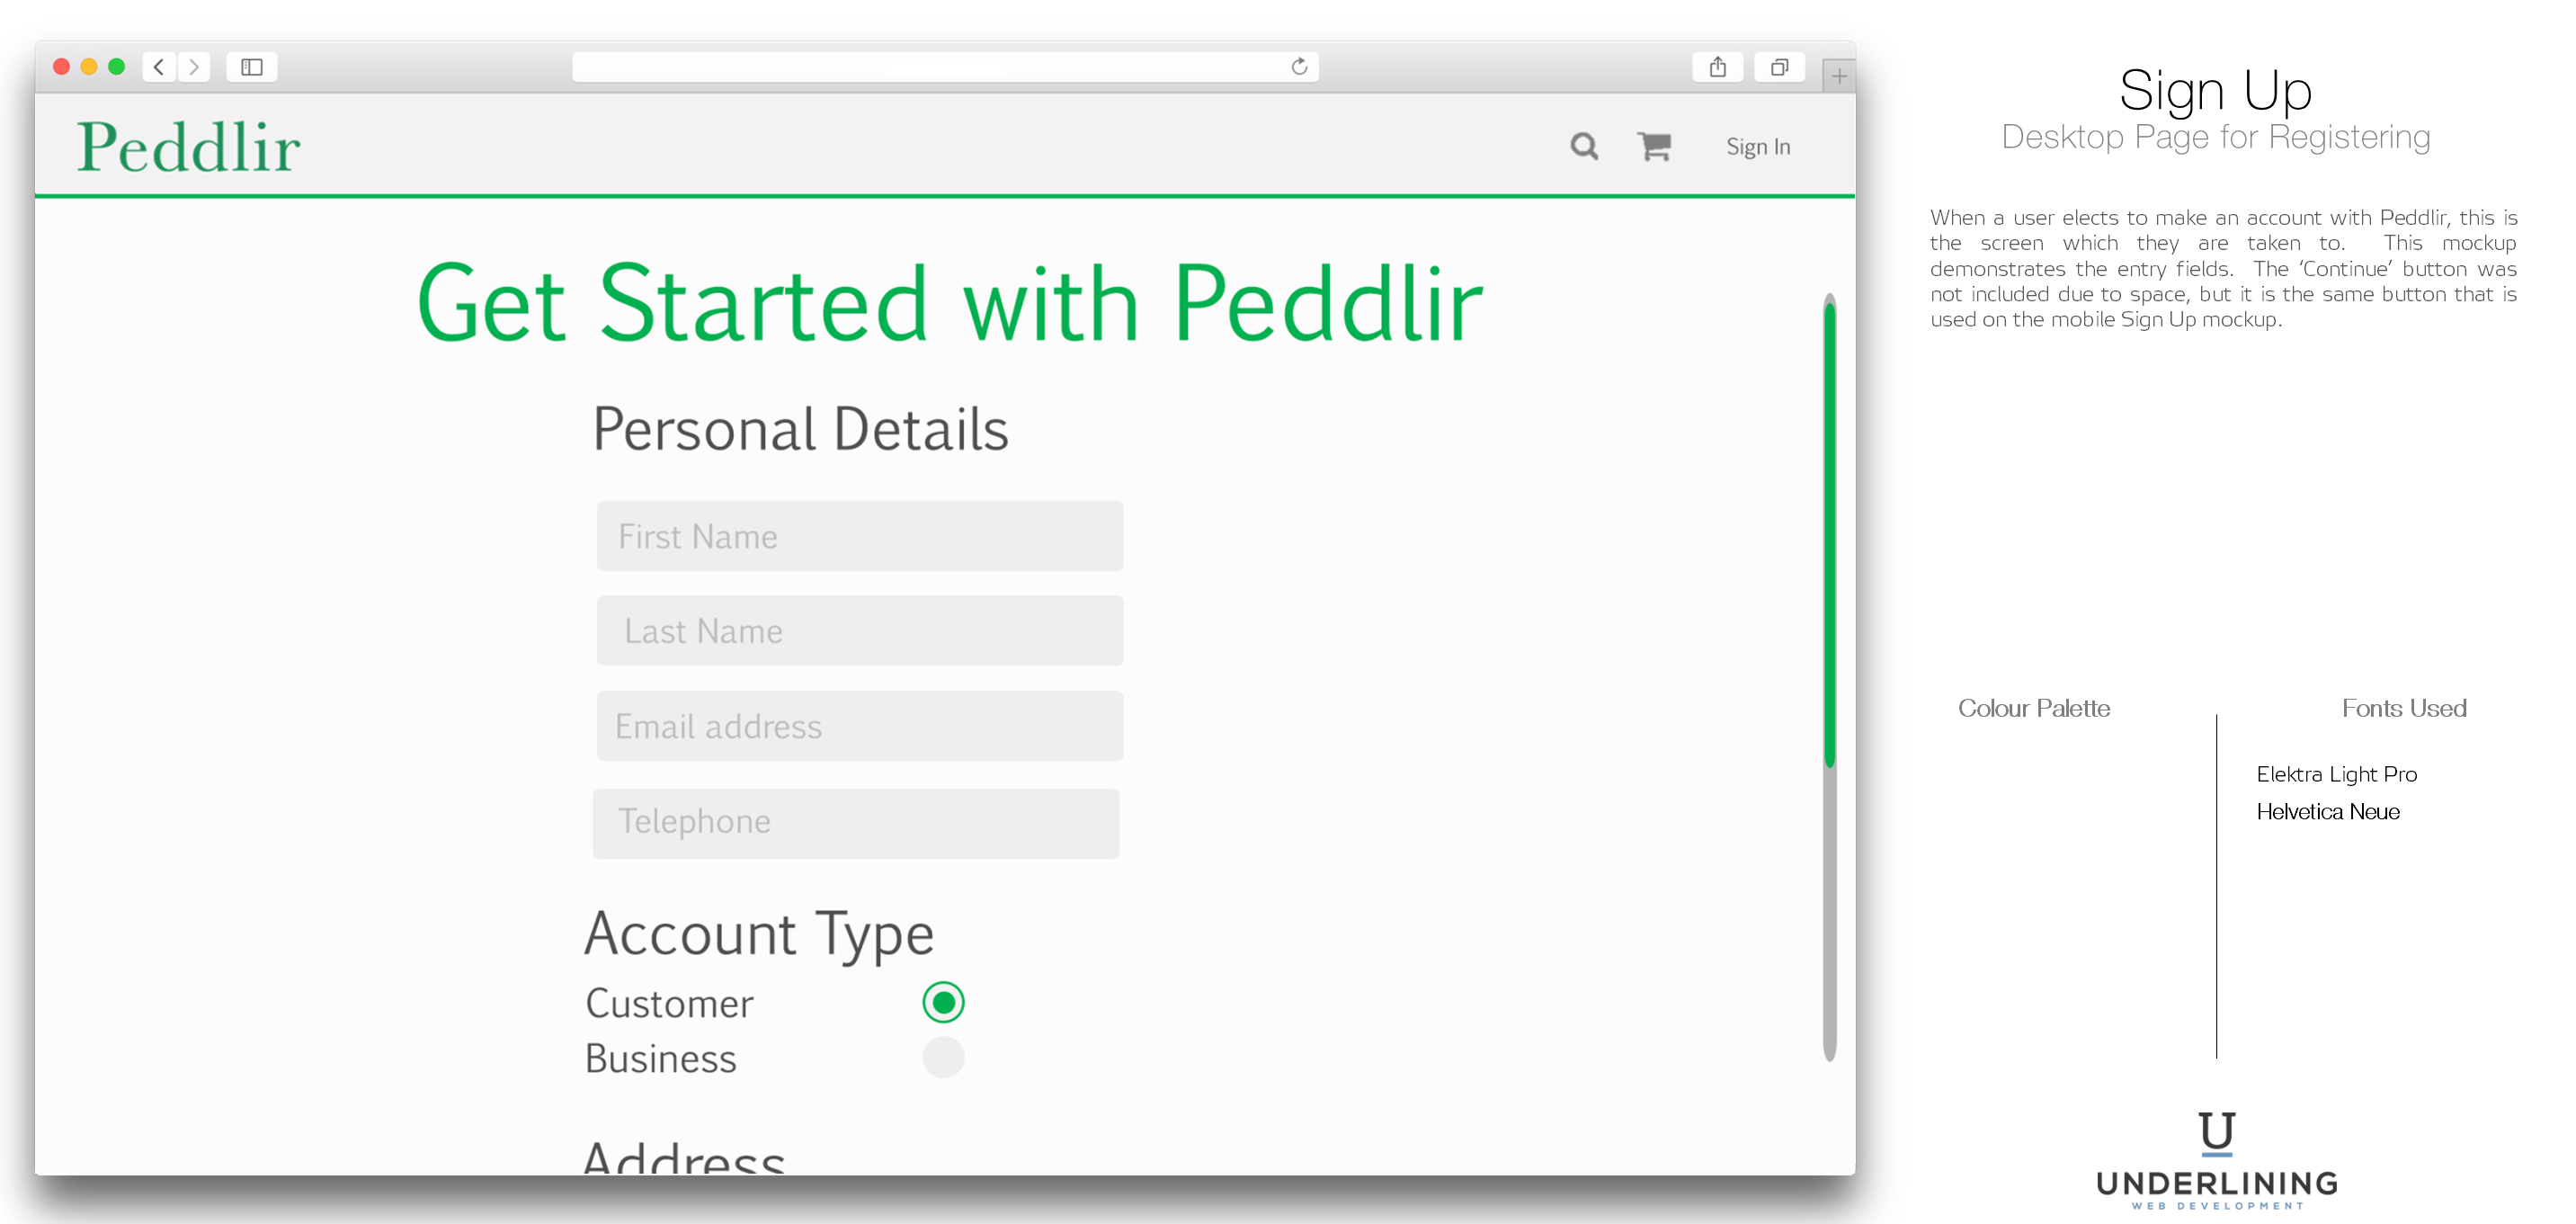 Peddlir
Sign In
Get Started with Peddlir
Personal Details
First Name
Last Name
Email address
Telephone
Account Type
Customer
Business
Address
Sign Up
Desktop Page for Registering
When a user elects to make an account with Peddlir, this is
the screen which they are taken to. This mockup
demonstrates the entry fields. The ‘Continue’ button was
not included due to space, but it is the same button that is
used on the mobile Sign Up mockup.
Colour Palette
Fonts Used
Elektra Light Pro
Helvetica Neue
U
UNDERLINING
WEB DEVELOPMENT